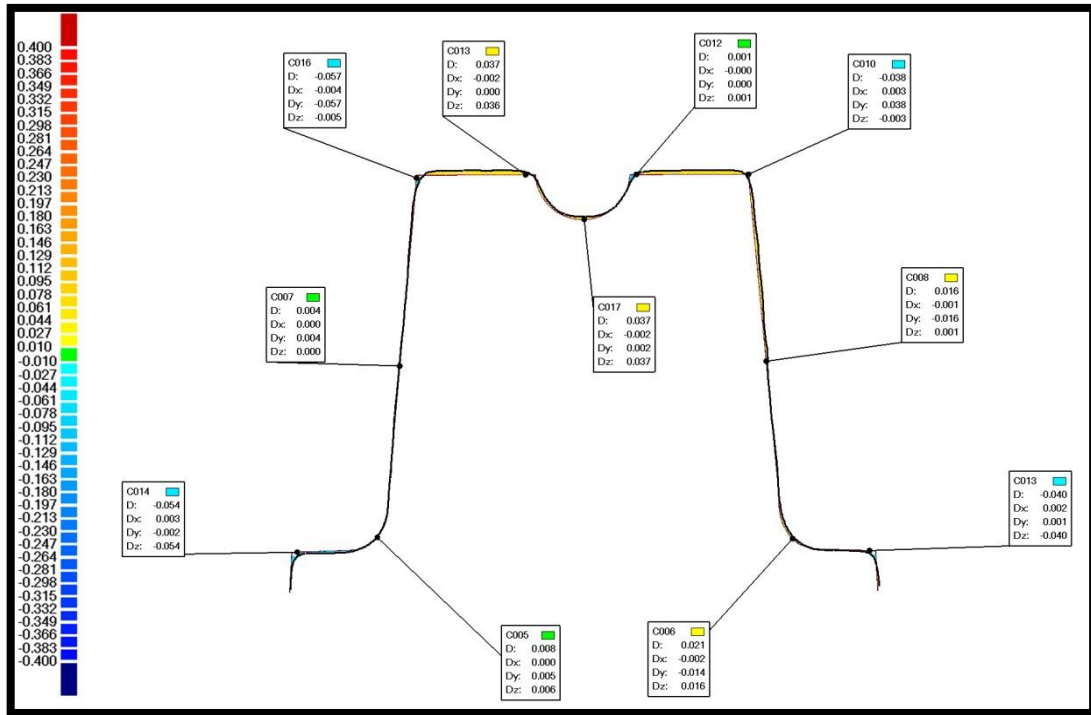 0.400
0.383
0.366
0.349
0.332
0.315
0.298
0.281
0.264
0.247
0.230
0.213
0.197
0.180
0.163
0.146
0.129
0.112
0.095
0.078
0.061
0.044
0.027
0.010
-0.010
-0.027
-0.044
-0.061
-0.078
-0.095
-0.112
-0.129
-0.146
-0.163
-0.180
-0.197
-0.213
-0.230
-0.247
-0.264
-0.281
-0.298
-0.315
-0.332
-0.349
-0.366
-0.383
-0.400
C016
D: -0.057
Dx: -0.004
Dy: -0.057
Dz: -0.005
C013
D: 0.037
Dx: -0.002
Dy: 0.000
Dz: 0.036
C012
D: 0.001
Dx: -0.000
Dy: 0.000
Dz: 0.001
C010
D: -0.038
Dx: 0.003
Dy: 0.038
Dz: -0.003
C007
D: 0.004
Dx: 0.000
Dy: 0.004
Dz: 0.000
C017
D: 0.037
Dx: -0.002
Dy: 0.002
Dz: 0.037
C008
D: 0.016
Dx: -0.001
Dy: -0.016
Dz: 0.001
C014
D: -0.054
Dx: 0.003
Dy: -0.002
Dz: -0.054
C013
D: -0.040
Dx: 0.002
Dy: 0.001
Dz: -0.040
C005
D: 0.008
Dx: 0.000
Dy: 0.005
Dz: 0.006
C006
D: 0.021
Dx: -0.002
Dy: -0.014
Dz: 0.016